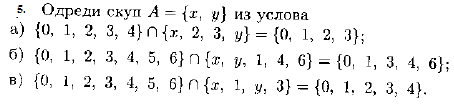 5. Одреди скуп A = {x, y} из услова
а) {0, 1, 2, 3, 4} ∩ {x, 2, 3, y} = {0, 1, 2, 3};
б) {0, 1, 2, 3, 4, 5, 6} ∩ {x, y, 1, 4, 6} = {0, 1, 3, 4, 6};
в) {0, 1, 2, 3, 4, 5, 6} ∩ {x, 1, y, 3} = {0, 1, 2, 3, 4}.